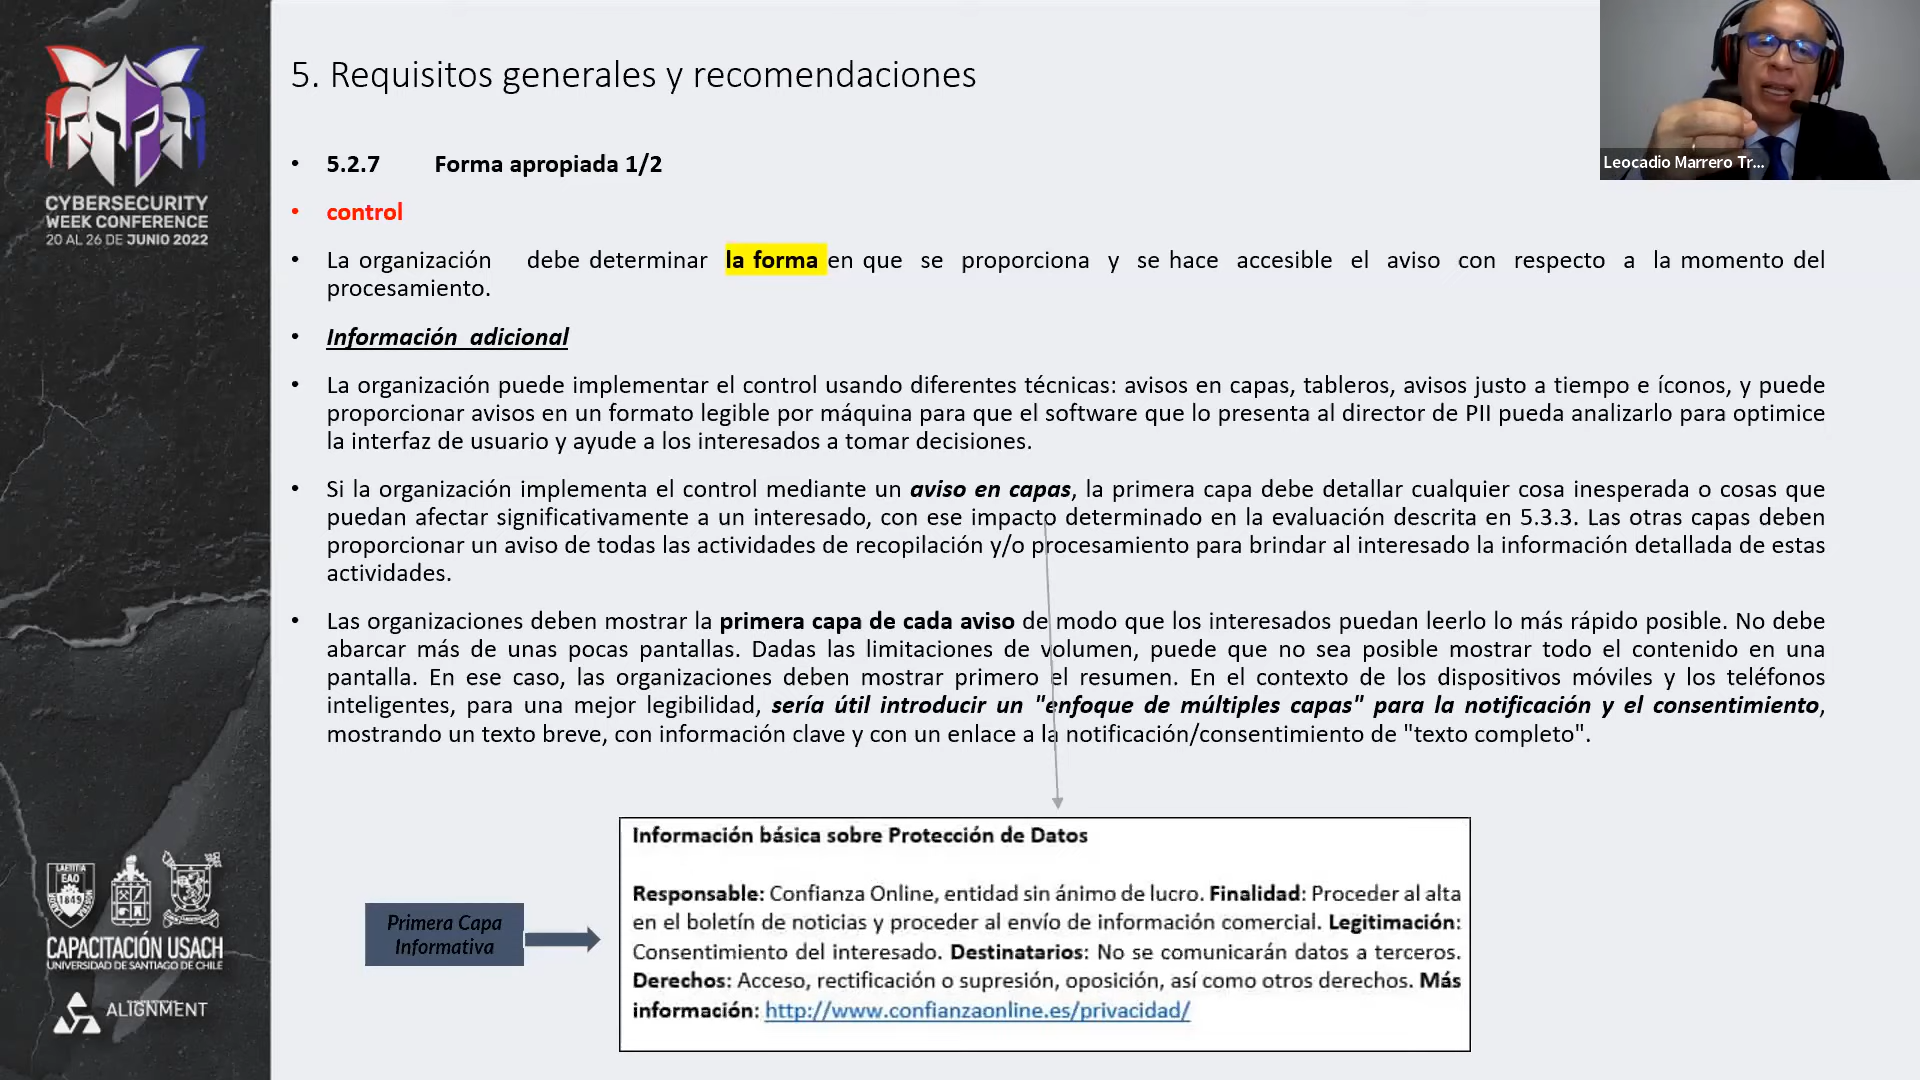 5. Requisitos generales y recomendaciones
• 5.2.7 Forma apropiada 1/2
• control
• La organización debe determinar la forma en que se proporciona y se hace accesible el aviso con respecto a la momento del
procesamiento.
• Información adicional
• La organización puede implementar el control usando diferentes técnicas: avisos en capas, tableros, avisos justo a tiempo e íconos, y puede
proporcionar avisos en un formato legible por máquina para que el software que lo presenta al director de PII pueda analizarlo para optimice
la interfaz de usuario y ayude a los interesados a tomar decisiones.
• Si la organización implementa el control mediante un aviso en capas, la primera capa debe detallar cualquier cosa inesperada o cosas que
puedan afectar significativamente a un interesado, con ese impacto determinado en la evaluación descrita en 5.3.3. Las otras capas deben
proporcionar un aviso de todas las actividades de recopilación y/o procesamiento para brindar al interesado la información detallada de estas
actividades.
• Las organizaciones deben mostrar la primera capa de cada aviso de modo que los interesados puedan leerlo lo más rápido posible. No debe
abarcar más de unas pocas pantallas. Dadas las limitaciones de volumen, puede que no sea posible mostrar todo el contenido en una
pantalla. En ese caso, las organizaciones deben mostrar primero el resumen. En el contexto de los dispositivos móviles y los teléfonos
inteligentes, para una mejor legibilidad, sería útil introducir un "enfoque de múltiples capas" para la notificación y el consentimiento,
mostrando un texto breve, con información clave y con un enlace a la notificación/consentimiento de "texto completo".
Primera Capa
Informativa
Información básica sobre Protección de Datos
Responsable: Confianza Online, entidad sin ánimo de lucro. Finalidad: Proceder al alta
en el boletín de noticias y proceder al envío de información comercial. Legitimación:
Consentimiento del interesado. Destinatarios: No se comunicarán datos a terceros.
Derechos: Acceso, rectificación o supresión, oposición, así como otros derechos. Más
información: http://www.confianzaonline.es/privacidad/
Leocadio Marrero Tr...
CYBERSECURITY
WEEK CONFERENCE
20 AL 26 DE JUNIO 2022
EAO
1849
CAPACITACIÓN USACH
UNIVERSIDAD DE SANTIAGO DE CHILE
ALIGNMENT